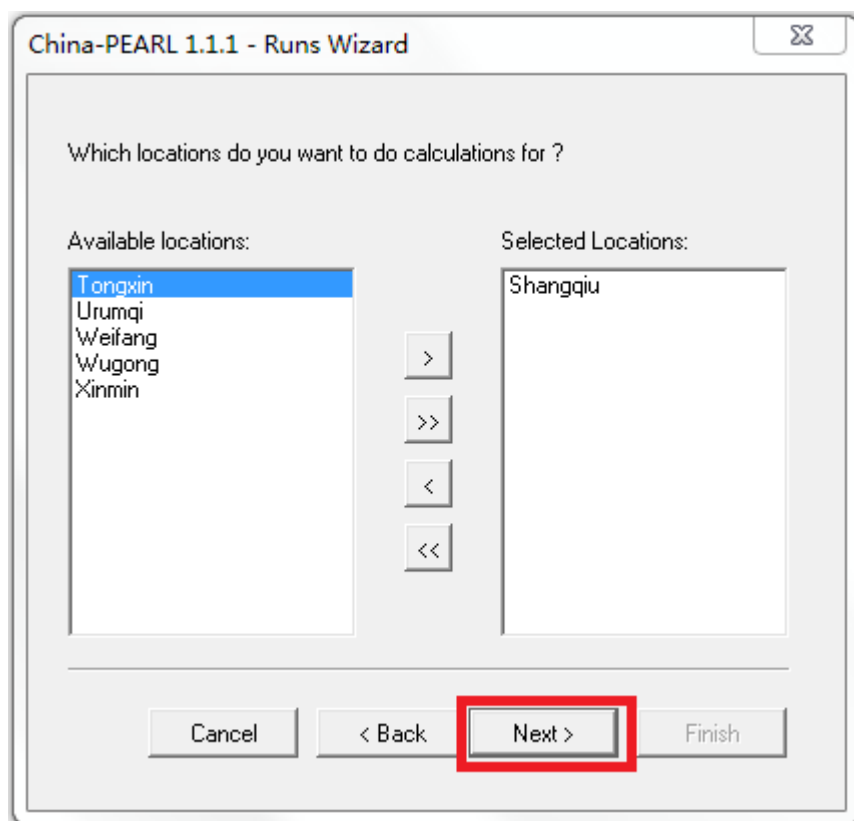 China-PEARL 1.1.1 - Runs Wizard
Which locations do you want to do calculations for ?
Available locations:
Selected Locations:
Tongxin
Urumqi
Weifang
Wugong
Xinmin
>
>>
<
<<
Shangqiu
Cancel
< Back
Next >
Finish